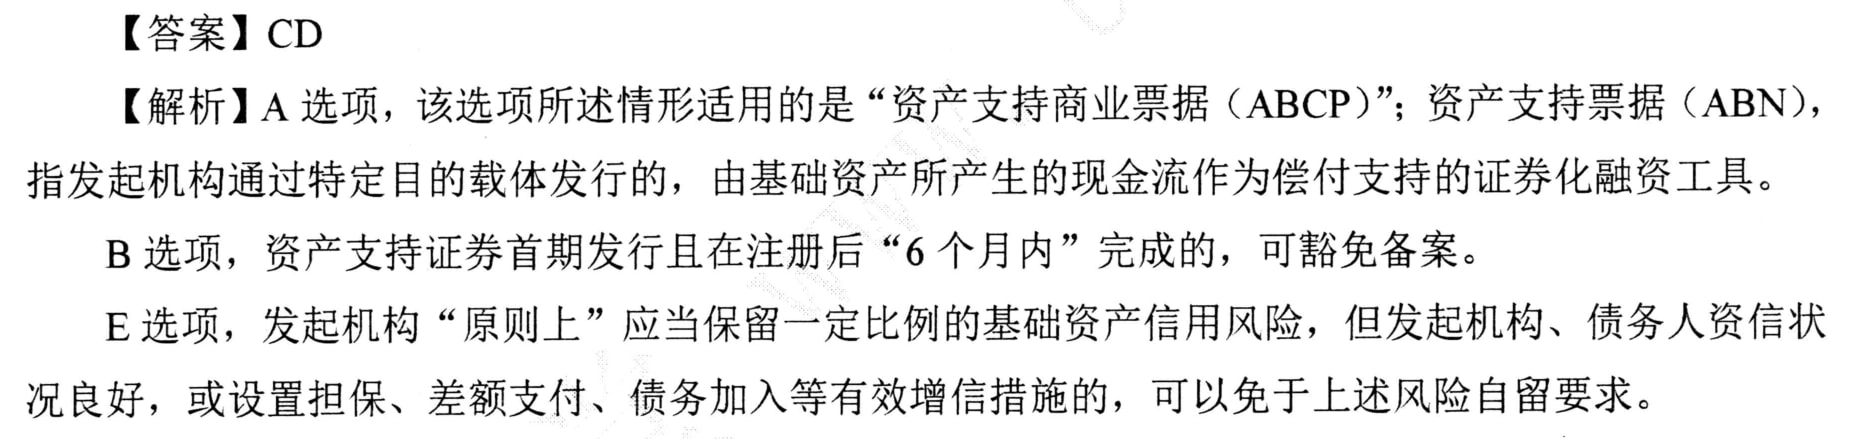 【答案】CD
【解析】A 选项，该选项所述情形适用的是“资产支持商业票据（ABCP）”；资产支持票据（ABN），
指发起机构通过特定目的载体发行的，由基础资产所产生的现金流作为偿付支持的证券化融资工具。
B 选项，资产支持证券首期发行且在注册后“6 个月内”完成的，可豁免备案。
E 选项，发起机构“原则上”应当保留一定比例的基础资产信用风险，但发起机构、债务人资信状
况良好，或设置担保、差额支付、债务加入等有效增信措施的，可以免于上述风险自留要求。